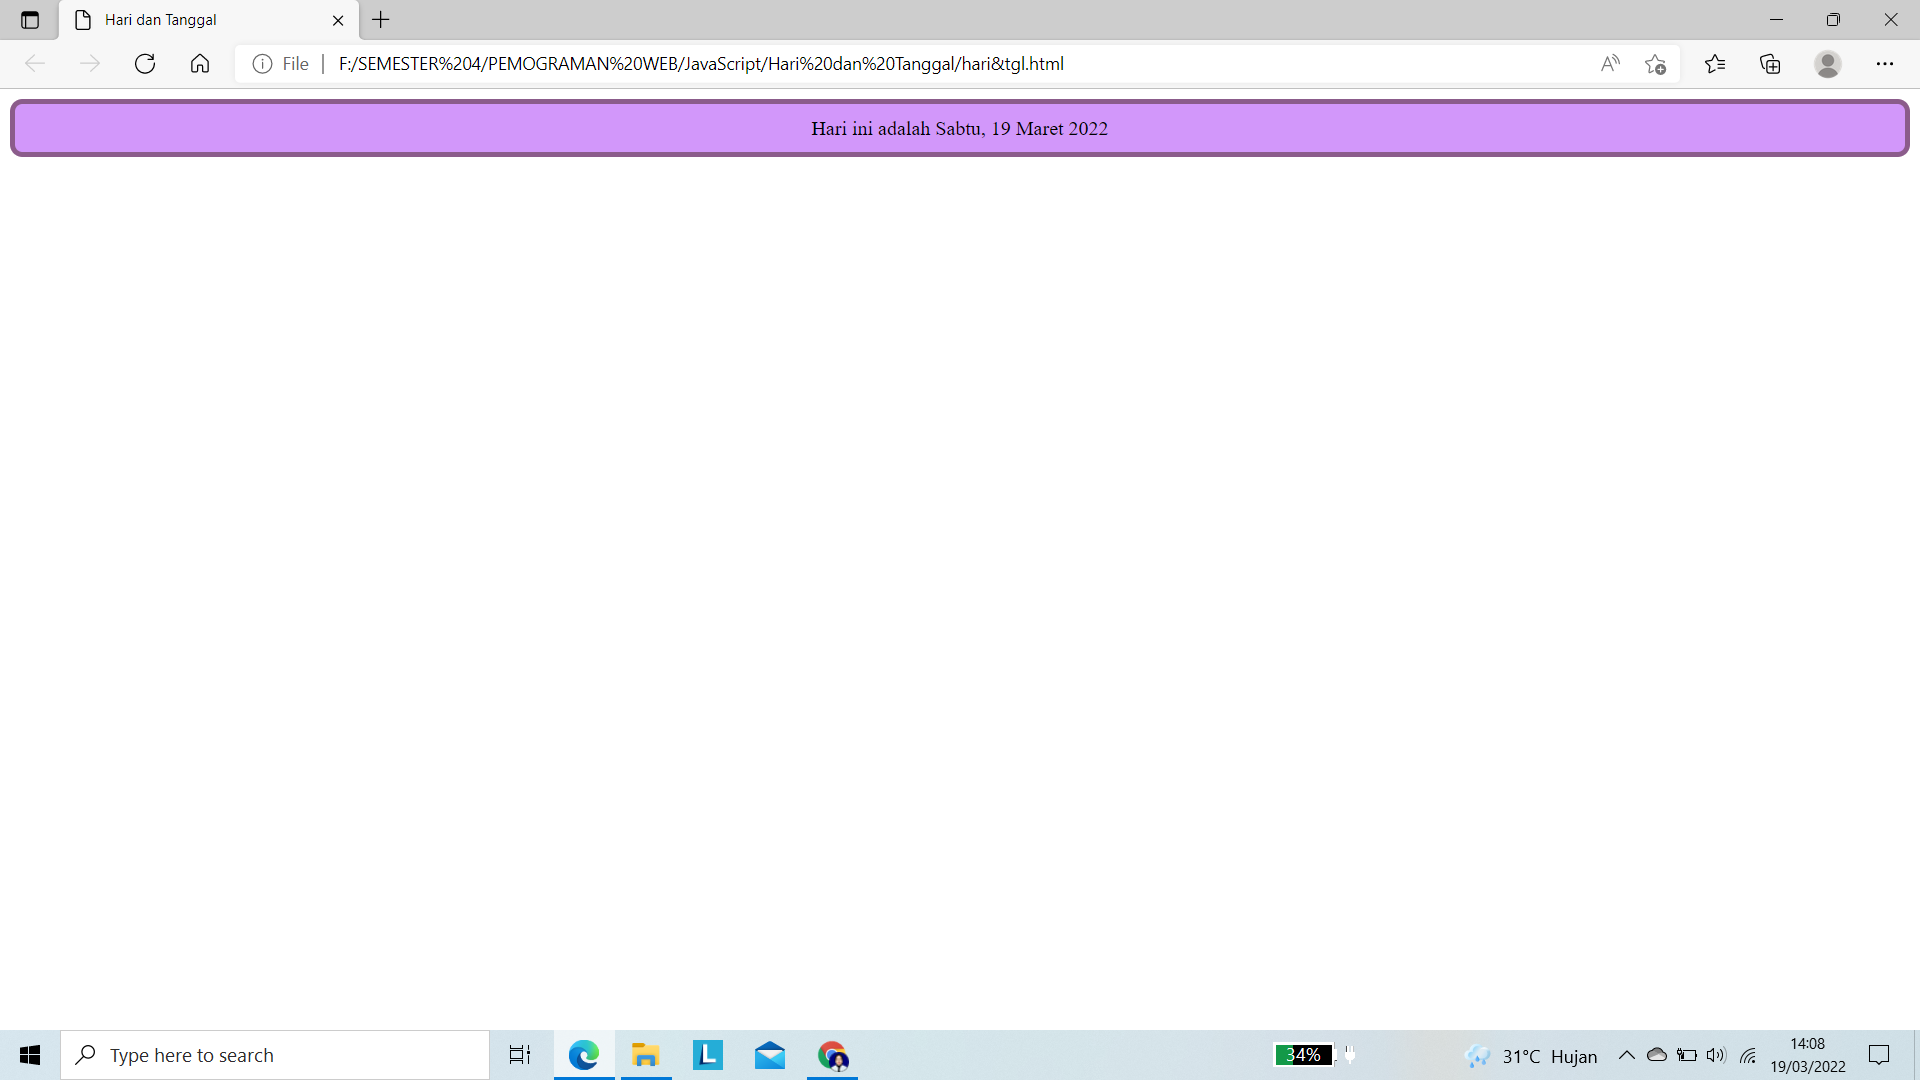 Hari dan Tanggal
File
F:/SEMESTER%204/PEMOGRAMAN%20WEB/JavaScript/Hari%20dan%20Tanggal/hari&tgl.html
Hari ini adalah Sabtu, 19 Maret 2022
Type here to search
L
34%
31°C Hujan
14:08
19/03/2022